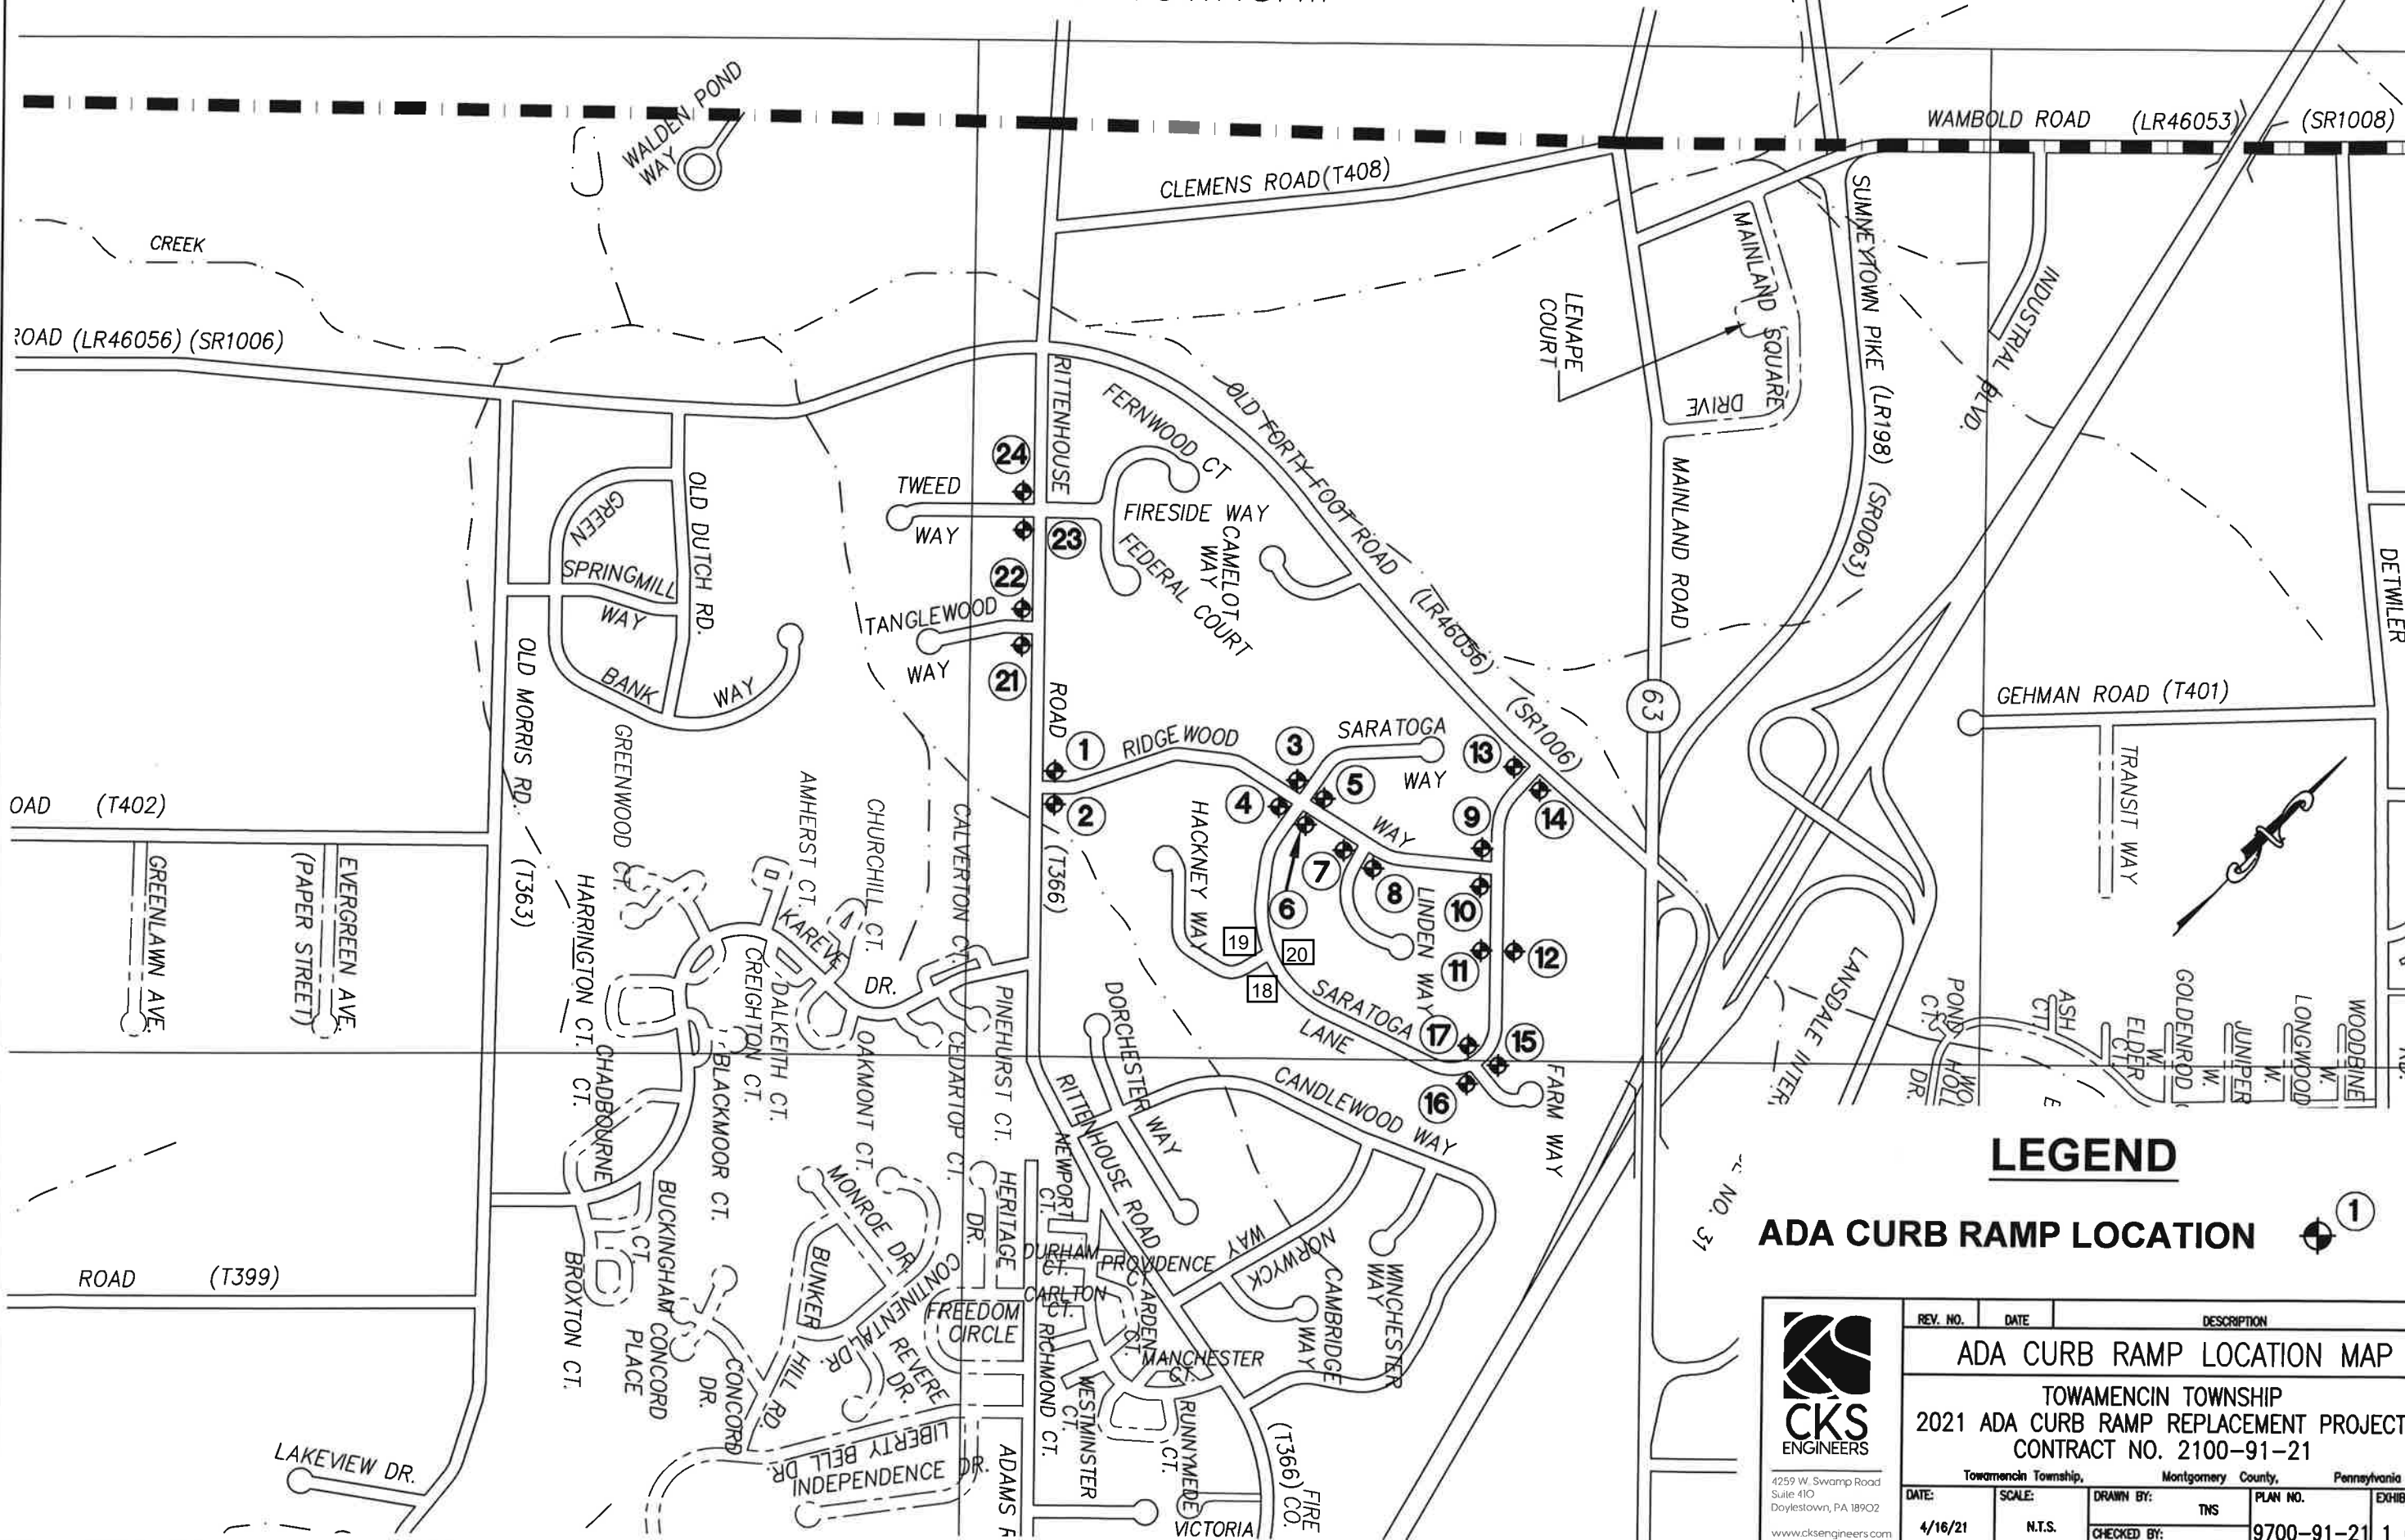 WALDEN POND
WAY
CREEK
ROAD (LR46056) (SR1006)
CLEMENS ROAD(T408)
WAMBOLD ROAD (LR46053) (SR1008)
SUMNEYTOWN PIKE (LR198) (SR0063)
MAINLAND SQUARE
DRIVE
LENAPE
COURT
INDUSTRIAL BLVD.
MAINLAND ROAD
63
DETWILER
RD.
GEHMAN ROAD (T401)
TRANSIT WAY
OLD FORTY FOOT ROAD (LR46056) (SR1006)
RITTENHOUSE
ROAD
(T366)
FERNWOOD CT
FIRESIDE WAY
FEDERAL COURT
CAMELOT
WAY
TWEED
WAY
TANGLEWOOD
WAY
24
23
22
21
OLD DUTCH RD.
GREEN
SPRINGMILL
WAY
BANK
WAY
OLD MORRIS RD.
(T363)
OAD (T402)
GREENLAWN AVE.
EVERGREEN AVE.
(PAPER STREET)
GREENWOOD CT.
HARRINGTON CT.
AMHERST CT.
CHURCHILL CT.
CALVERTON CT.
KAREVE
DR.
DALKEITH CT.
CREIGHTON CT.
BLACKMOOR CT.
OAKMONT CT.
CEDARTOP CT.
PINEHURST CT.
CHADBOURNE
CT.
BUCKINGHAM
CT.
BROXTON CT.
1
2
RIDGEWOOD
WAY
3
4
5
6
7
8
9
10
11
12
13
14
15
16
17
18
19
20
SARATOGA
WAY
HACKNEY WAY
LINDEN WAY
SARATOGA
LANE
FARM WAY
LANSDALE INTER.
NO. 31
POND
CT.
HOLL
DR.
WO
ASH
CT.
ELDER
CT.
GOLDENROD
W.
JUNIPER
W.
LONGWOOD
W.
WOODBINE
W.
E
DORCHESTER WAY
CANDLEWOOD WAY
RITTENHOUSE ROAD
NEWPORT
CT.
HERITAGE
DR.
DURHAM
CT.
CARLTON
CT.
PROVIDENCE
WAY
NORWYCK
WAY
CAMBRIDGE
WINCHESTER
WAY
ARDEN
CT.
MANCHESTER
CT.
RICHMOND CT.
WESTMINSTER
CT.
RUNNYMEDE
CT.
VICTORIA
FIRE
CO.
(T366)
MONROE DR.
BUNKER
HILL RD.
CONTINENTAL DR.
REVERE
DR.
FREEDOM
CIRCLE
CONCORD
PLACE
CONCORD
DR.
LIBERTY BELL DR.
INDEPENDENCE DR.
ADAMS
ROAD (T399)
LAKEVIEW DR.
LEGEND
ADA CURB RAMP LOCATION 1
CKS
ENGINEERS
4259 W. Swamp Road
Suite 410
Doylestown, PA 18902
www.cksengineers.com
REV. NO. DATE DESCRIPTION
ADA CURB RAMP LOCATION MAP
TOWAMENCIN TOWNSHIP
2021 ADA CURB RAMP REPLACEMENT PROJECT
CONTRACT NO. 2100-91-21
Towamencin Township, Montgomery County, Pennsylvania
DATE: 4/16/21
SCALE: N.T.S.
DRAWN BY: TNS
CHECKED BY:
PLAN NO. 9700-91-21
EXHIB
1